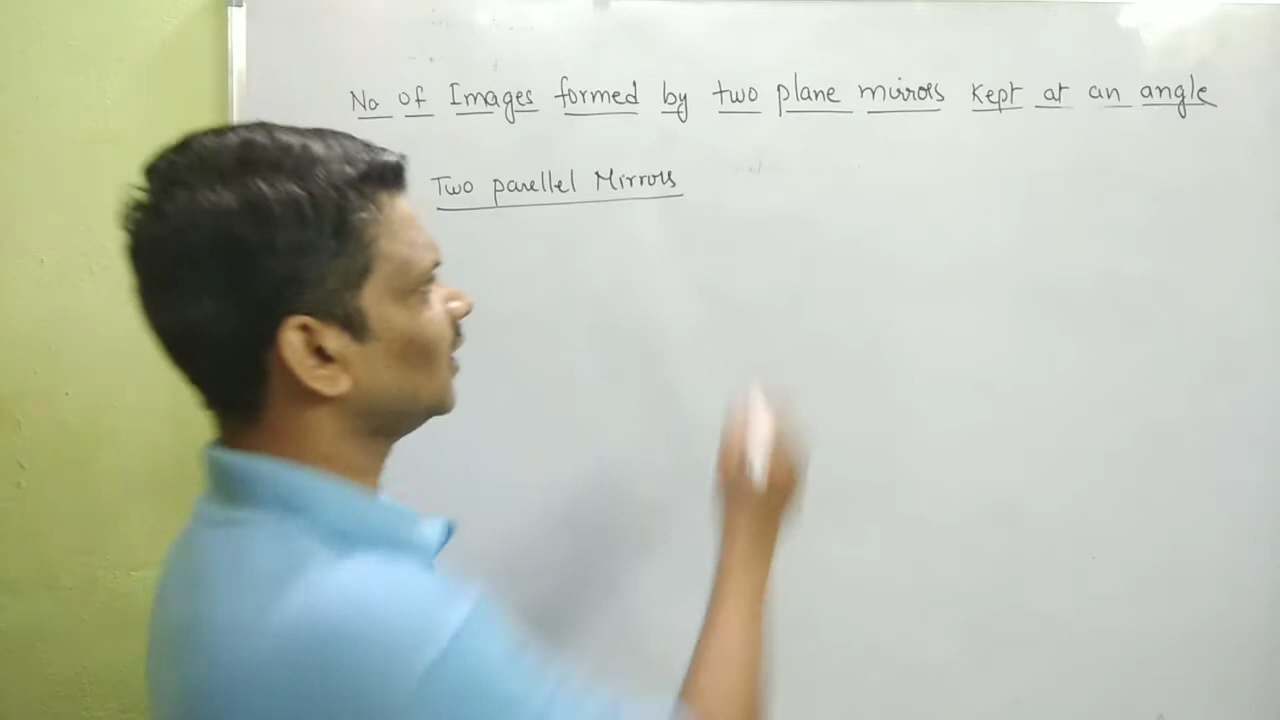 No of Images formed by two plane mirrors kept at an angle
Two parellel Mirrors